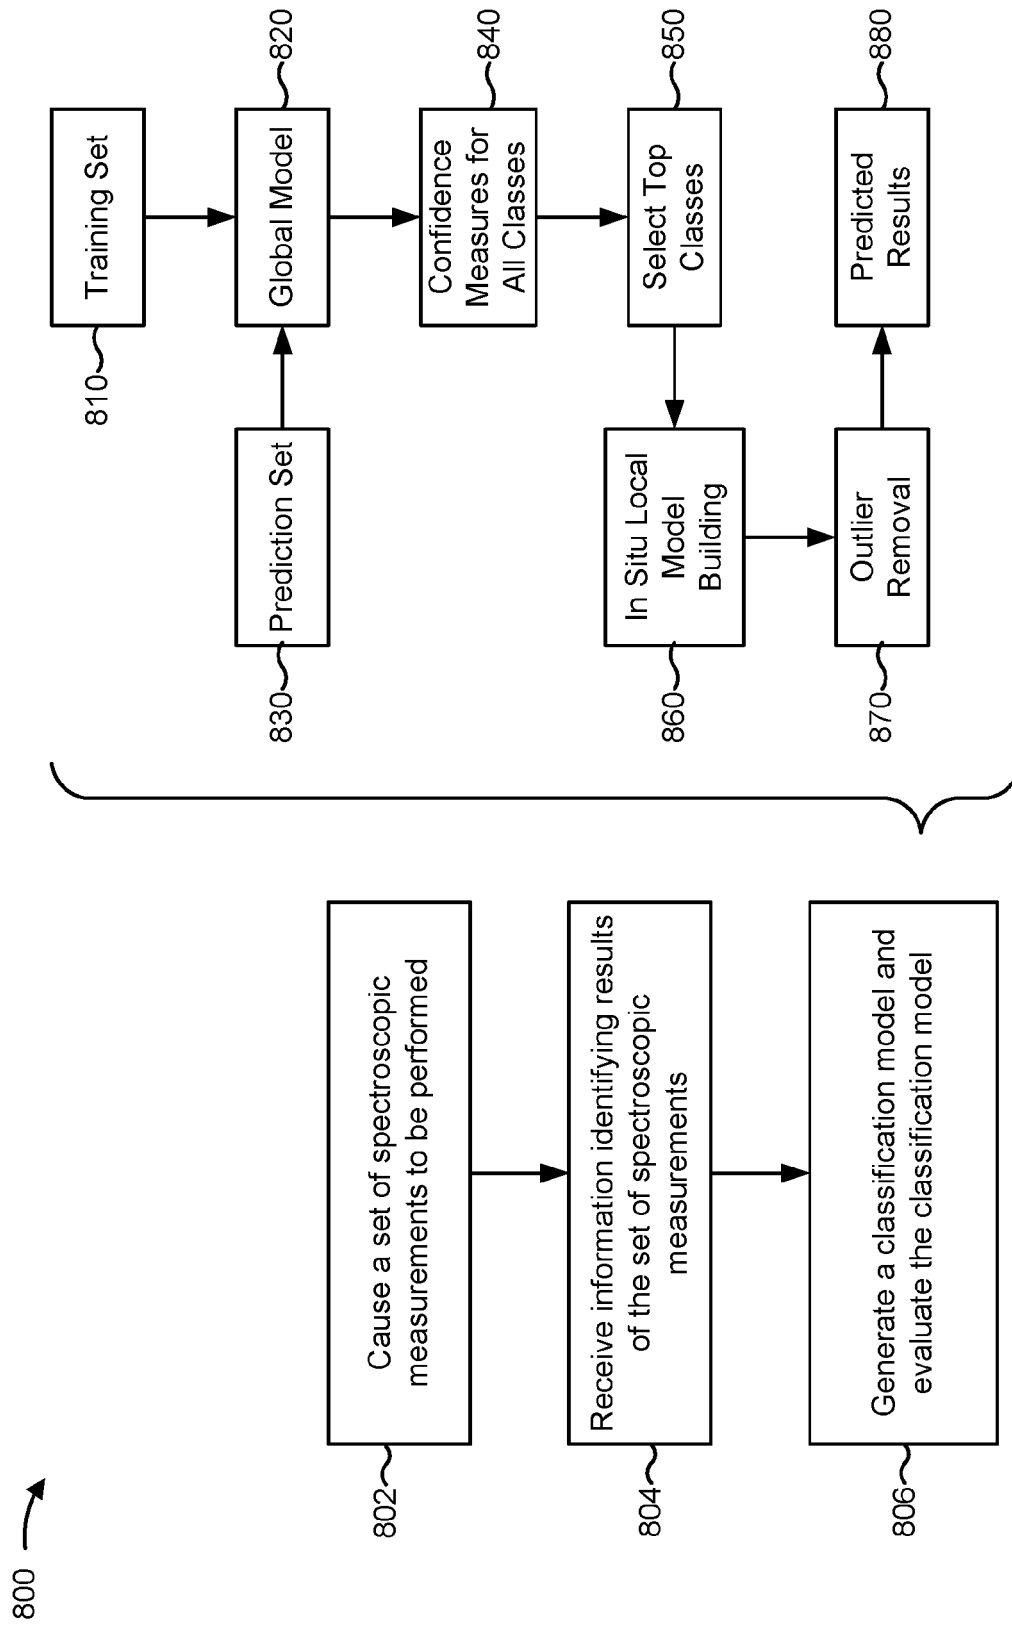 800
802
Cause a set of spectroscopic
measurements to be performed
804
Receive information identifying results
of the set of spectroscopic
measurements
806
Generate a classification model and
evaluate the classification model
810
Training Set
830
Prediction Set
Global Model
820
Confidence
Measures for
All Classes
840
860
In Situ Local
Model
Building
Select Top
Classes
850
870
Outlier
Removal
Predicted
Results
880